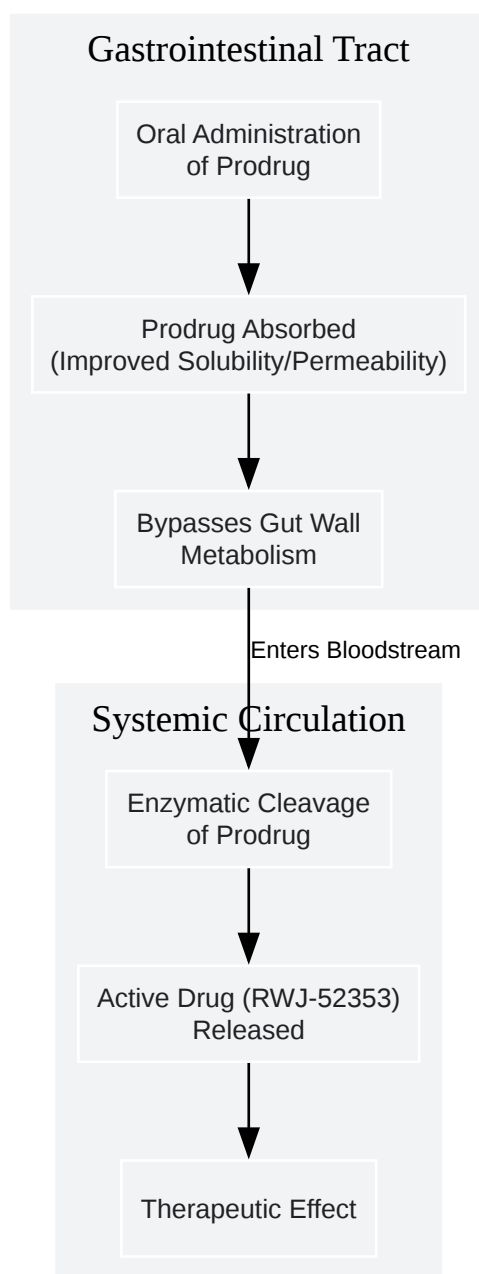 Gastrointestinal Tract
Oral Administration
of Prodrug
Prodrug Absorbed
(Improved Solubility/Permeability)
Bypasses Gut Wall
Metabolism
Enters Bloodstream
Systemic Circulation
Enzymatic Cleavage
of Prodrug
Active Drug (RWJ-52353)
Released
Therapeutic Effect